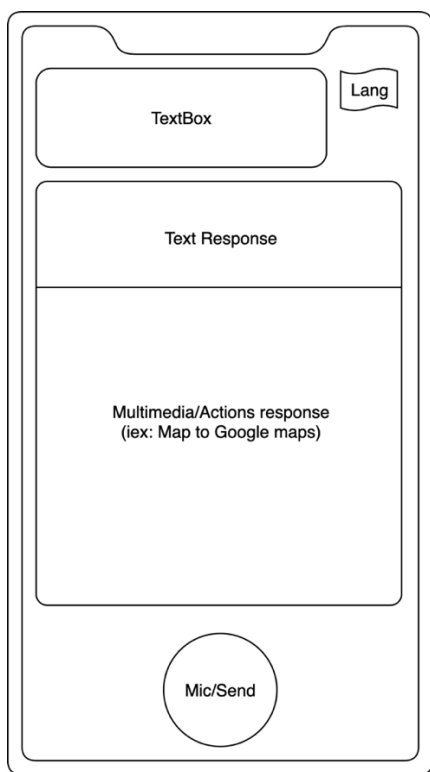 TextBox
Lang
Text Response
Multimedia/Actions response
(iex: Map to Google maps)
Mic/Send